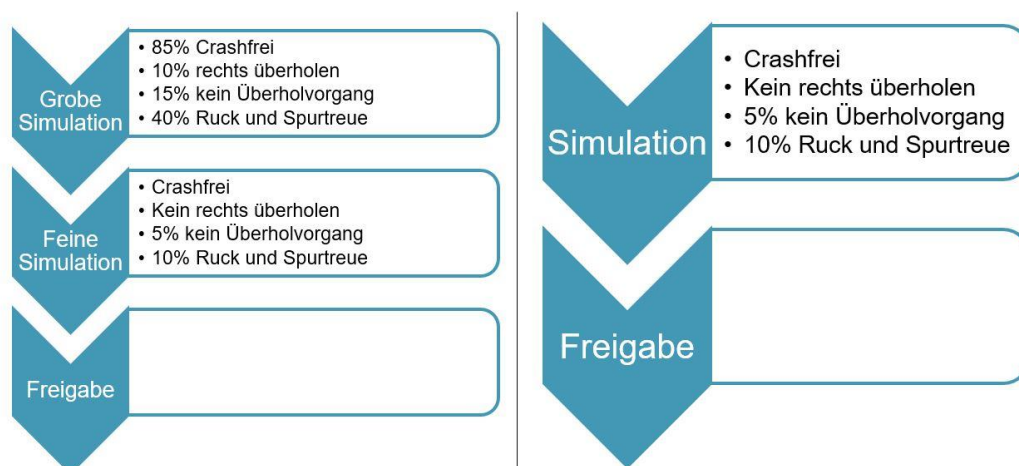 Grobe
Simulation
• 85% Crashfrei
• 10% rechts überholen
• 15% kein Überholvorgang
• 40% Ruck und Spurtreue
Feine
Simulation
• Crashfrei
• Kein rechts überholen
• 5% kein Überholvorgang
• 10% Ruck und Spurtreue
Freigabe
Simulation
• Crashfrei
• Kein rechts überholen
• 5% kein Überholvorgang
• 10% Ruck und Spurtreue
Freigabe